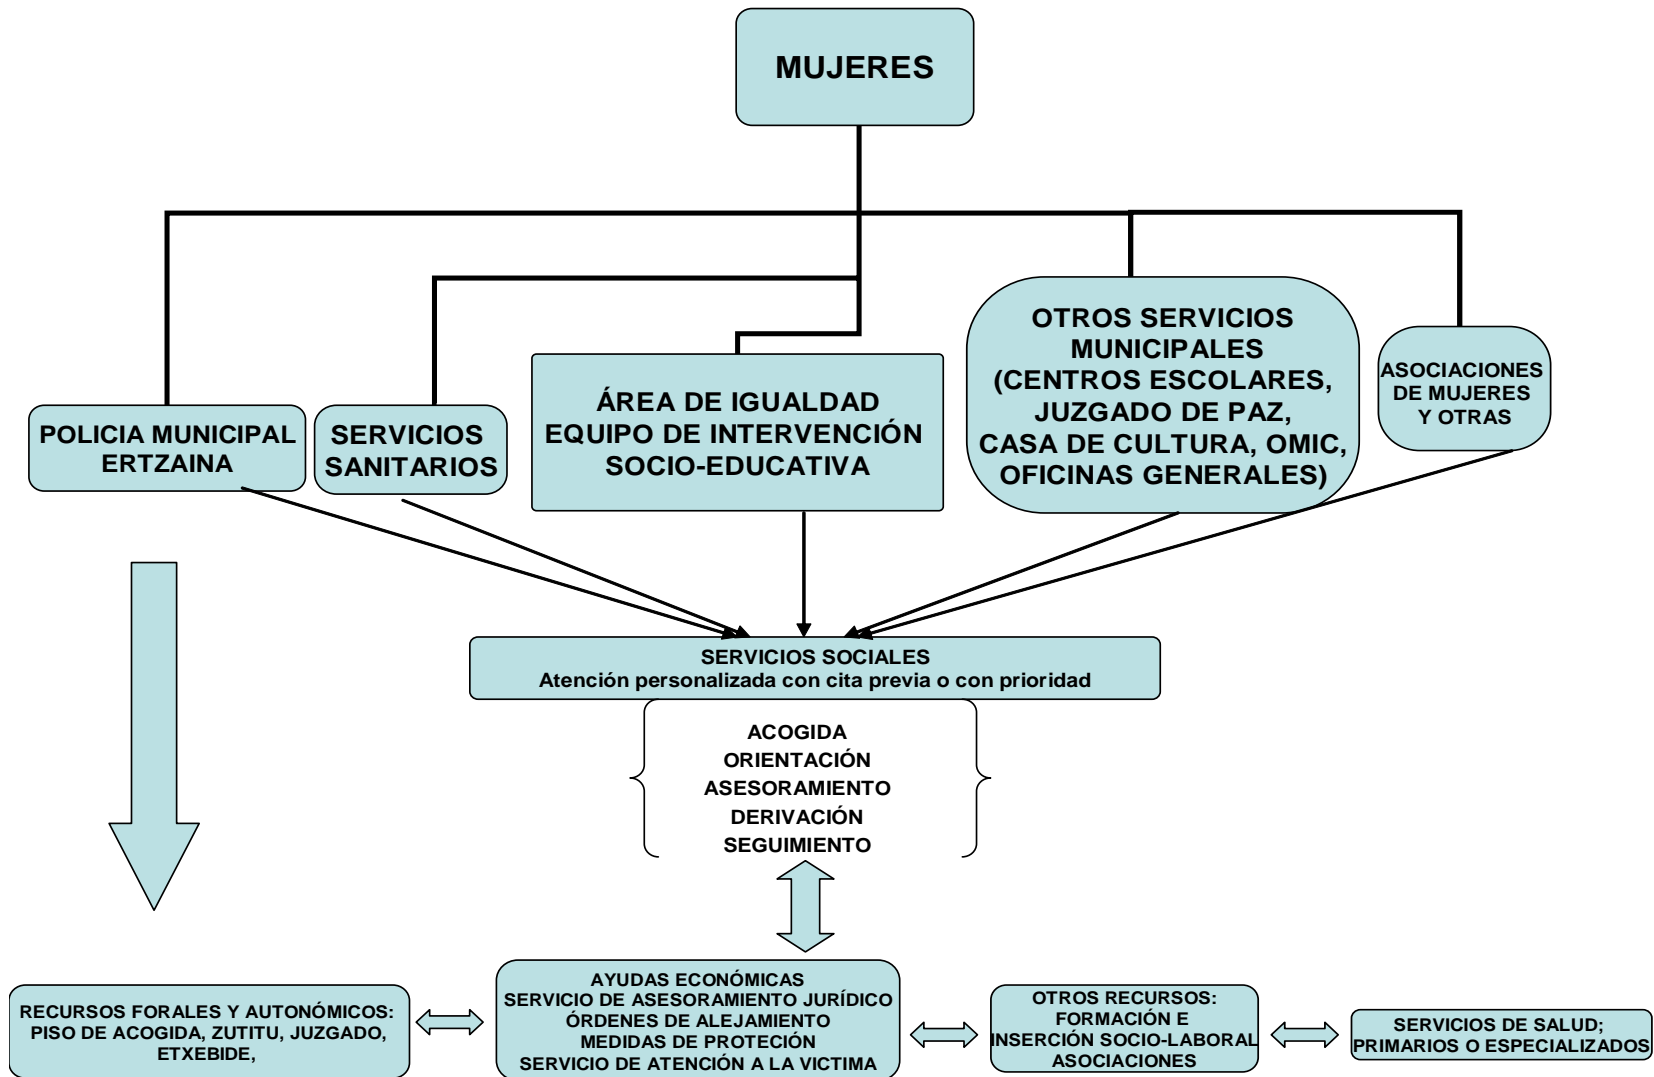 MUJERES
POLICIA MUNICIPAL
ERTZAINA
SERVICIOS
SANITARIOS
ÁREA DE IGUALDAD
EQUIPO DE INTERVENCIÓN
SOCIO-EDUCATIVA
OTROS SERVICIOS
MUNICIPALES
(CENTROS ESCOLARES,
JUZGADO DE PAZ,
CASA DE CULTURA, OMIC,
OFICINAS GENERALES)
ASOCIACIONES
DE MUJERES
Y OTRAS
SERVICIOS SOCIALES
Atención personalizada con cita previa o con prioridad
ACOGIDA
ORIENTACIÓN
ASESORAMIENTO
DERIVACIÓN
SEGUIMIENTO
RECURSOS FORALES Y AUTONÓMICOS:
PISO DE ACOGIDA, ZUTITU, JUZGADO,
ETXEBIDE,
AYUDAS ECONÓMICAS
SERVICIO DE ASESORAMIENTO JURÍDICO
ÓRDENES DE ALEJAMIENTO
MEDIDAS DE PROTECIÓN
SERVICIO DE ATENCIÓN A LA VICTIMA
OTROS RECURSOS:
FORMACIÓN E
INSERCIÓN SOCIO-LABORAL
ASOCIACIONES
SERVICIOS DE SALUD;
PRIMARIOS O ESPECIALIZADOS